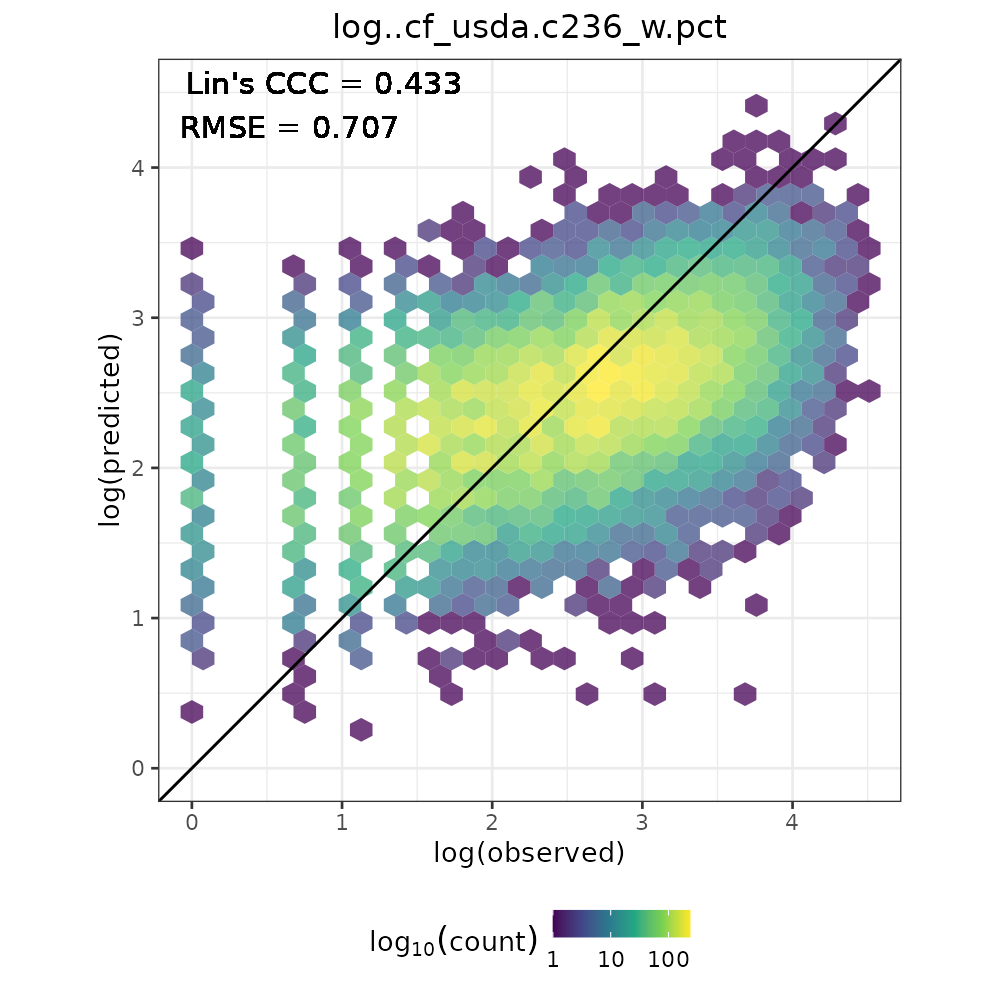 log..cf_usda.c236_w.pct
Lin's CCC = 0.433
RMSE = 0.707
4
3
2
1
0
log(predicted)
0 1 2 3 4
log(observed)
log10(count)
1 10 100